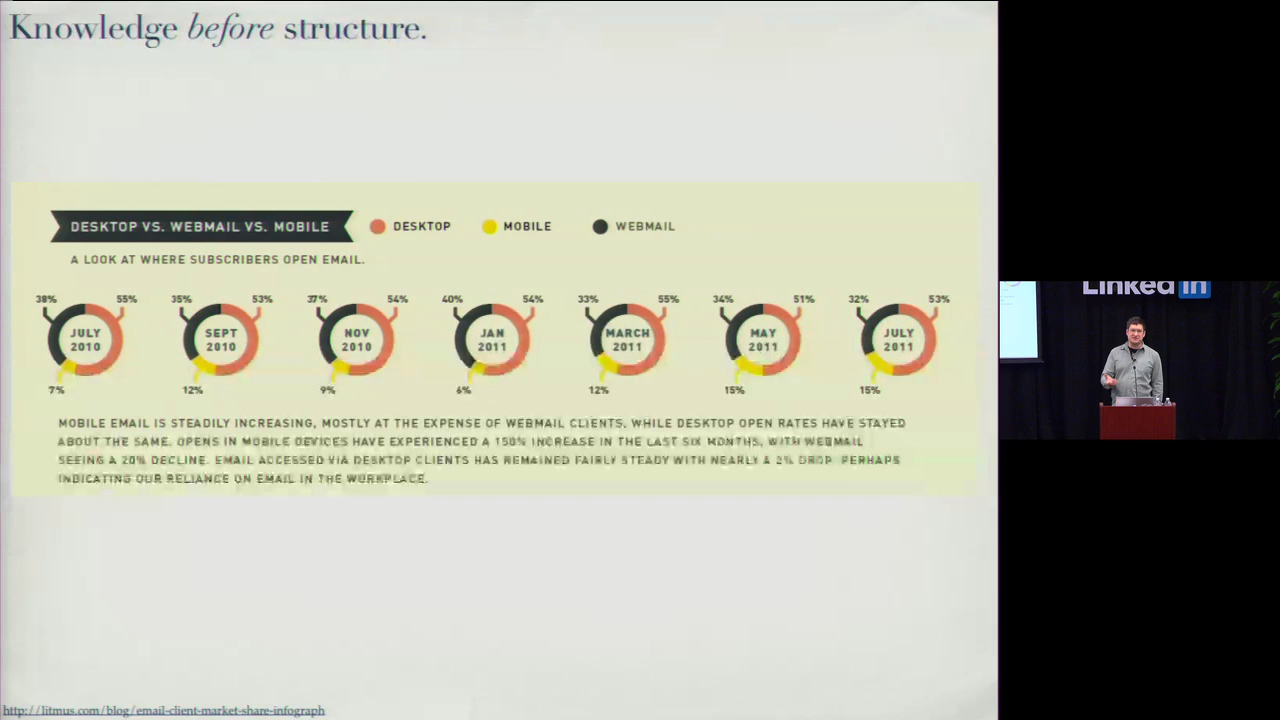 Knowledge before structure.
DESKTOP VS. WEBMAIL VS. MOBILE
DESKTOP
MOBILE
WEBMAIL
A LOOK AT WHERE SUBSCRIBERS OPEN EMAIL.
38% 55% 35% 53% 37% 54% 40% 54% 33% 55% 34% 51% 32% 53%
JULY SEPT NOV JAN MARCH MAY JULY
2010 2010 2010 2011 2011 2011 2011
7% 12% 9% 6% 12% 15% 15%
MOBILE EMAIL IS STEADILY INCREASING, MOSTLY AT THE EXPENSE OF WEBMAIL CLIENTS, WHILE DESKTOP OPEN RATES HAVE STAYED
ABOUT THE SAME. OPENS IN MOBILE DEVICES HAVE EXPERIENCED A 150% INCREASE IN THE LAST SIX MONTHS, WITH WEBMAIL
SEEING A 20% DECLINE. EMAIL ACCESSED VIA DESKTOP CLIENTS HAS REMAINED FAIRLY STEADY WITH NEARLY A 2% DROP PERHAPS
INDICATING OUR RELIANCE ON EMAIL IN THE WORKPLACE.
http://litmus.com/blog/email-client-market-share-infograph
Linked in